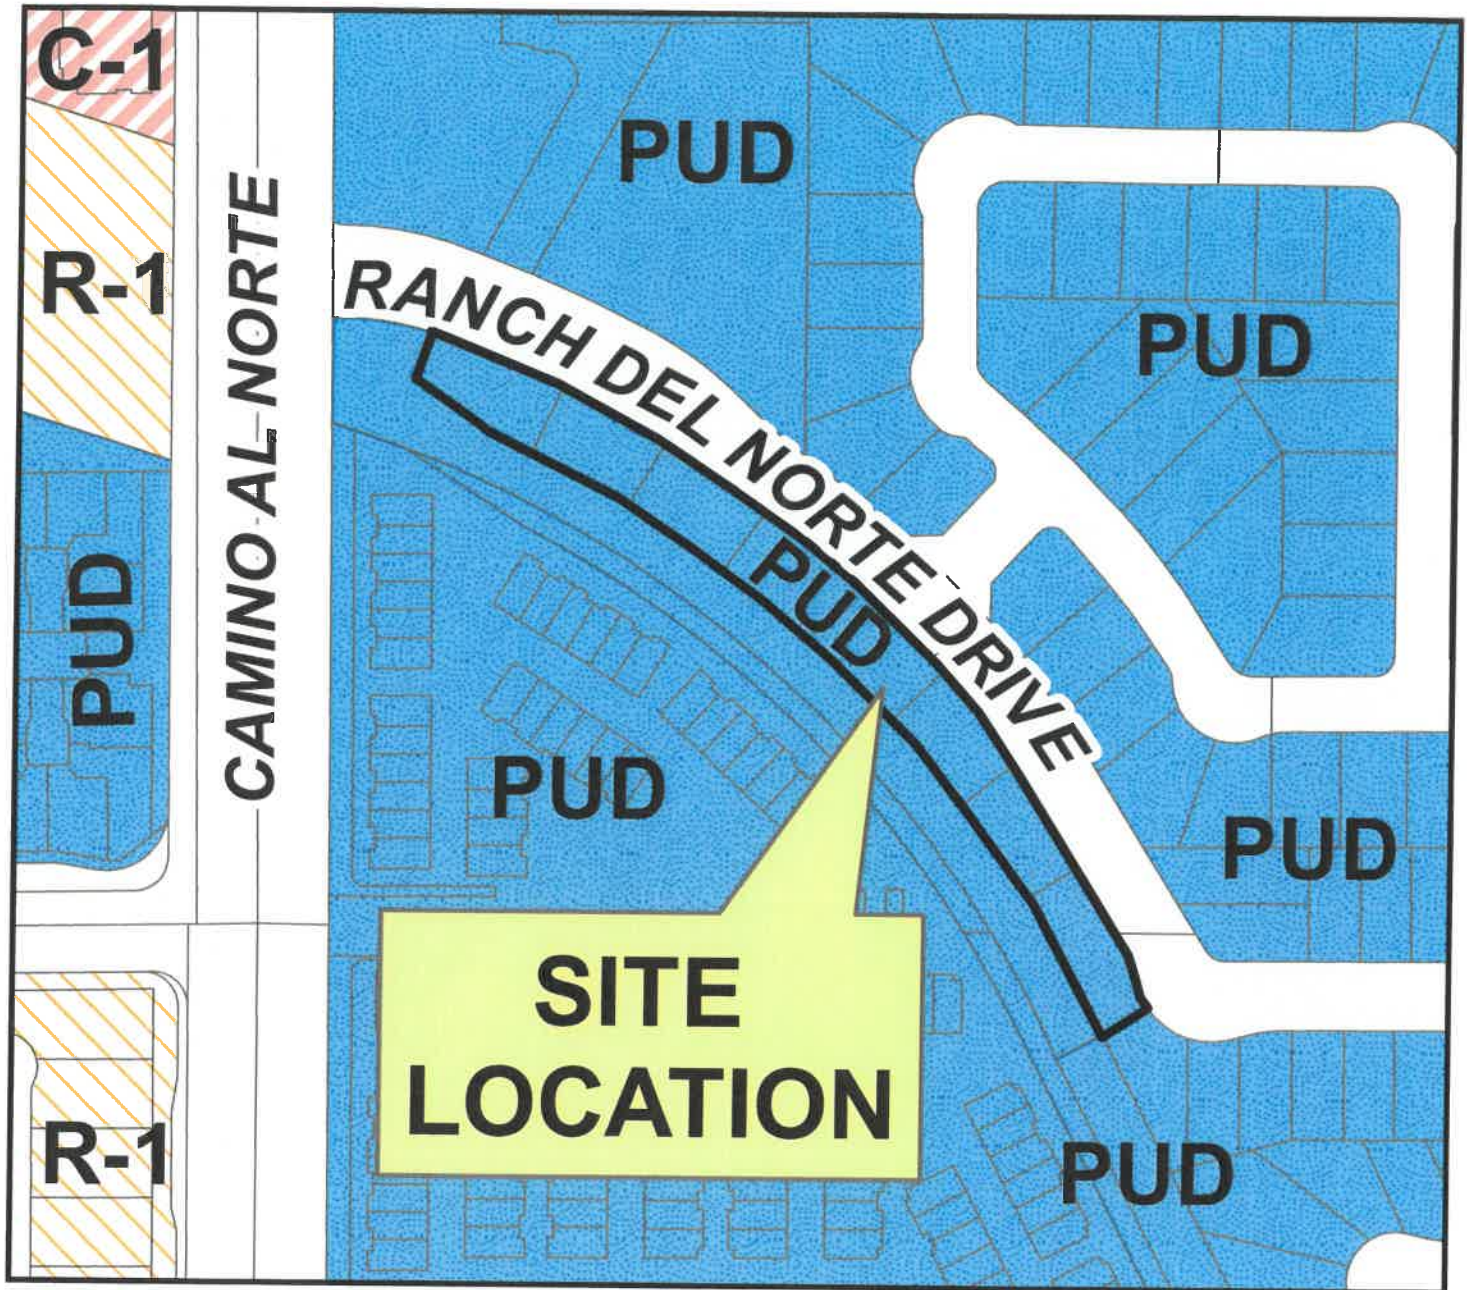 C-1
PUD
R-1
CAMINO AL NORTE
RANCH DEL NORTE DRIVE
PUD
PUD
PUD
PUD
PUD
SITE
LOCATION
R-1
PUD